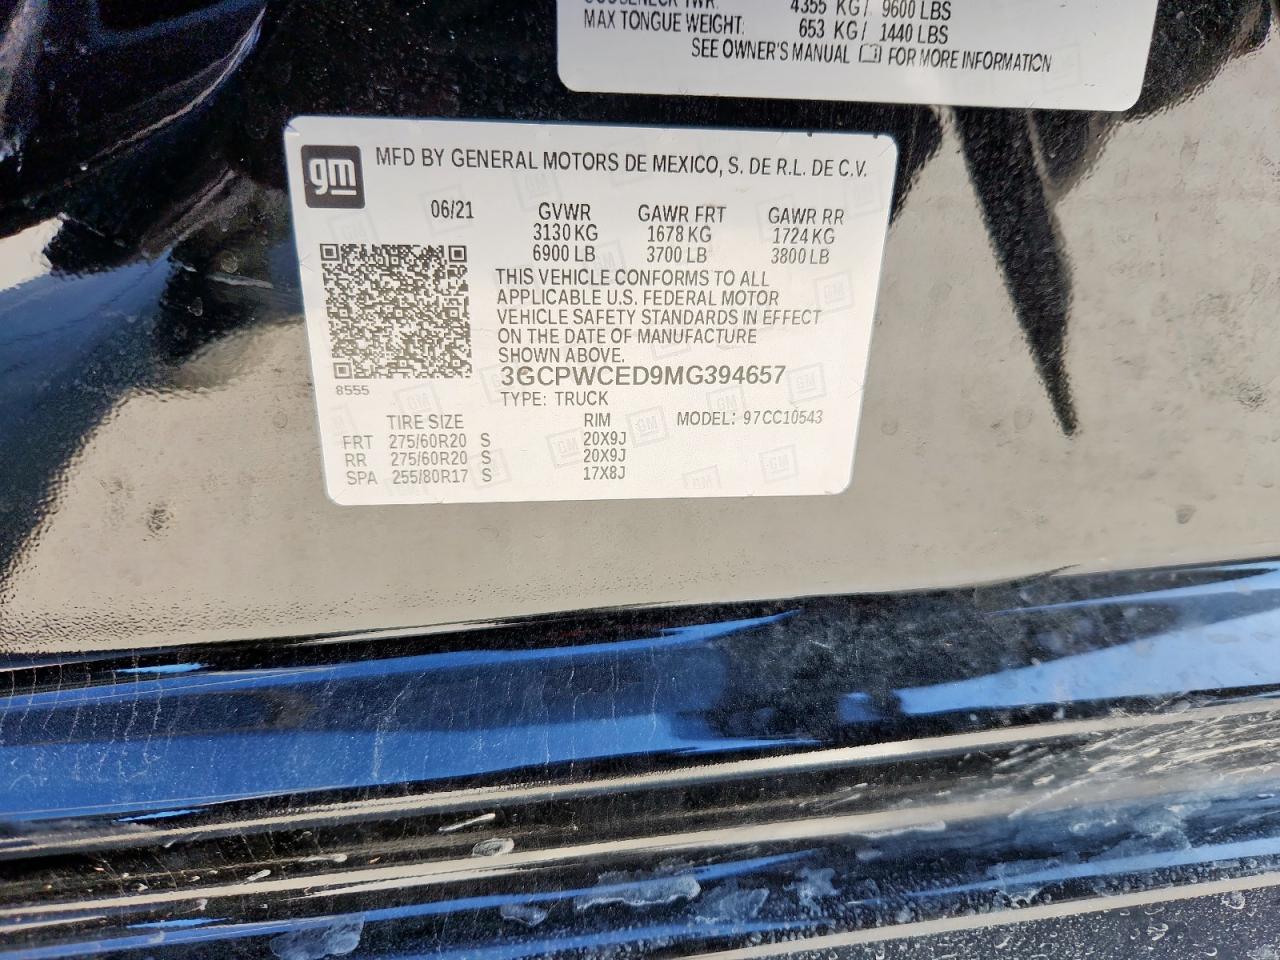 4355 KG/ 9600 LBS
MAX TONGUE WEIGHT: 653 KG/ 1440 LBS
SEE OWNER'S MANUAL FOR MORE INFORMATION
gm MFD BY GENERAL MOTORS DE MEXICO, S. DE R.L. DE C.V.
06/21 GVWR GAWR FRT GAWR RR
3130 KG 1678 KG 1724 KG
6900 LB 3700 LB 3800 LB
THIS VEHICLE CONFORMS TO ALL
APPLICABLE U.S. FEDERAL MOTOR
VEHICLE SAFETY STANDARDS IN EFFECT
ON THE DATE OF MANUFACTURE
SHOWN ABOVE.
3GCPWCED9MG394657
8555
TYPE: TRUCK
TIRE SIZE RIM MODEL: 97CC10543
FRT 275/60R20 S 20X9J
RR 275/60R20 S 20X9J
SPA 255/80R17 S 17X8J